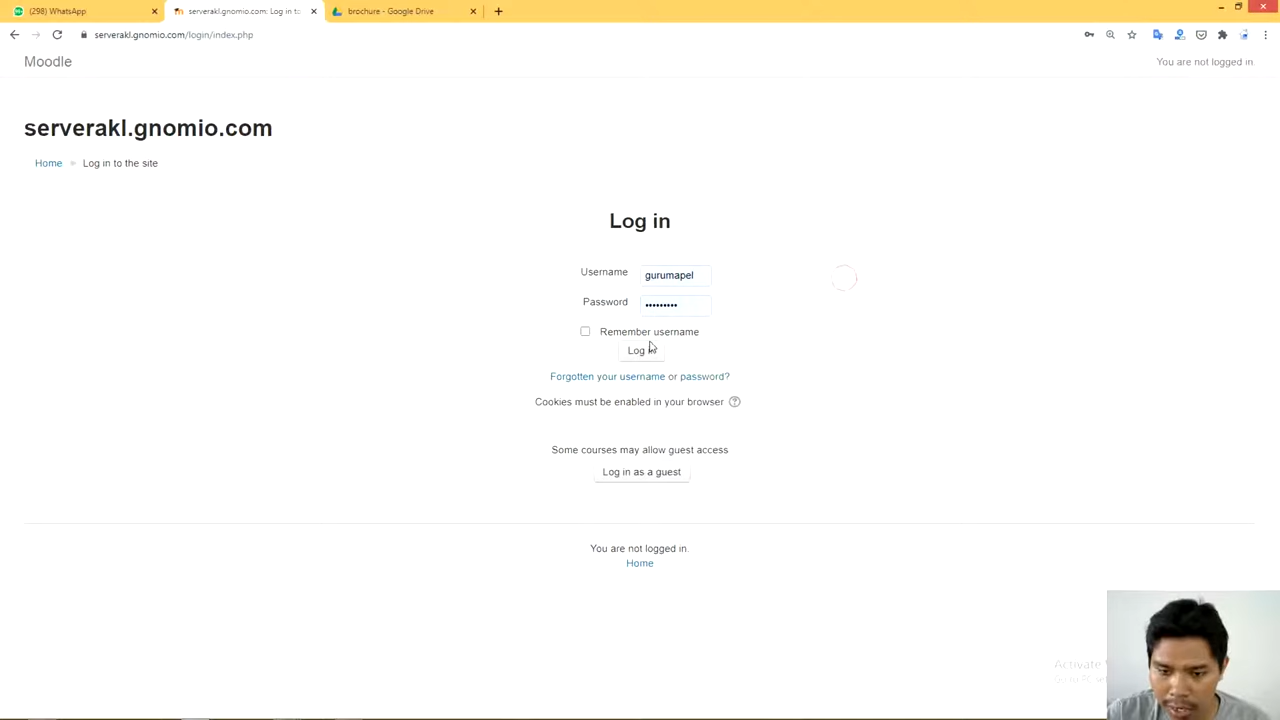 (298) WhatsApp
serverakl.gnomio.com: Log in to
brochure - Google Drive
serverakl.gnomio.com/login/index.php
Moodle
You are not logged in.
serverakl.gnomio.com
Home
Log in to the site
Log in
Username
gurumapel
Password
•••••••••
Remember username
Log in
Forgotten your username or password?
Cookies must be enabled in your browser
Some courses may allow guest access
Log in as a guest
You are not logged in.
Home
Activate